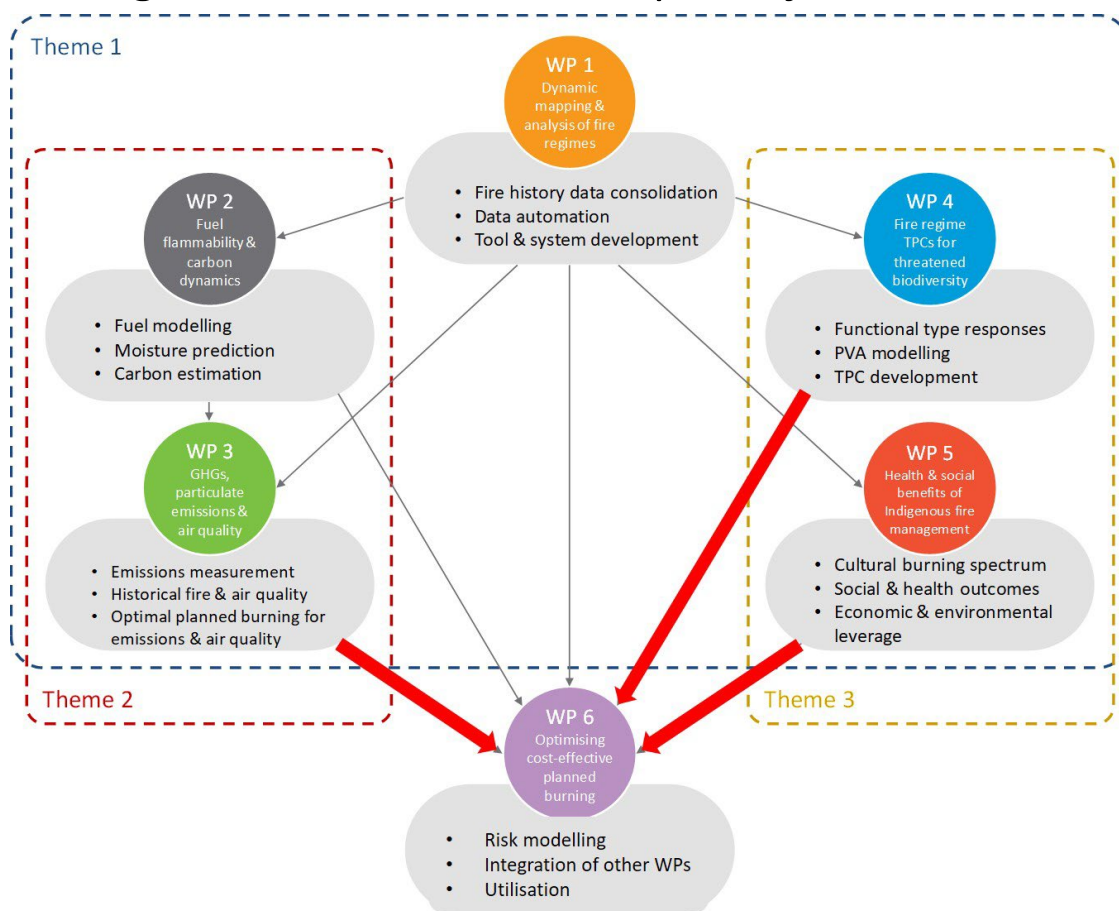 Theme 1
WP 1
Dynamic
mapping &
analysis of fire
regimes
• Fire history data consolidation
• Data automation
• Tool & system development
WP 2
Fuel
flammability &
carbon
dynamics
• Fuel modelling
• Moisture prediction
• Carbon estimation
WP 4
Fire regime
TPCs for
threatened
biodiversity
• Functional type responses
• PVA modelling
• TPC development
WP 3
GHGs,
particulate
emissions &
air quality
• Emissions measurement
• Historical fire & air quality
• Optimal planned burning for
emissions & air quality
WP 5
Health & social
benefits of
Indigenous fire
management
• Cultural burning spectrum
• Social & health outcomes
• Economic & environmental
leverage
Theme 2
Theme 3
WP 6
Optimising
cost-effective
planned
burning
• Risk modelling
• Integration of other WPs
• Utilisation